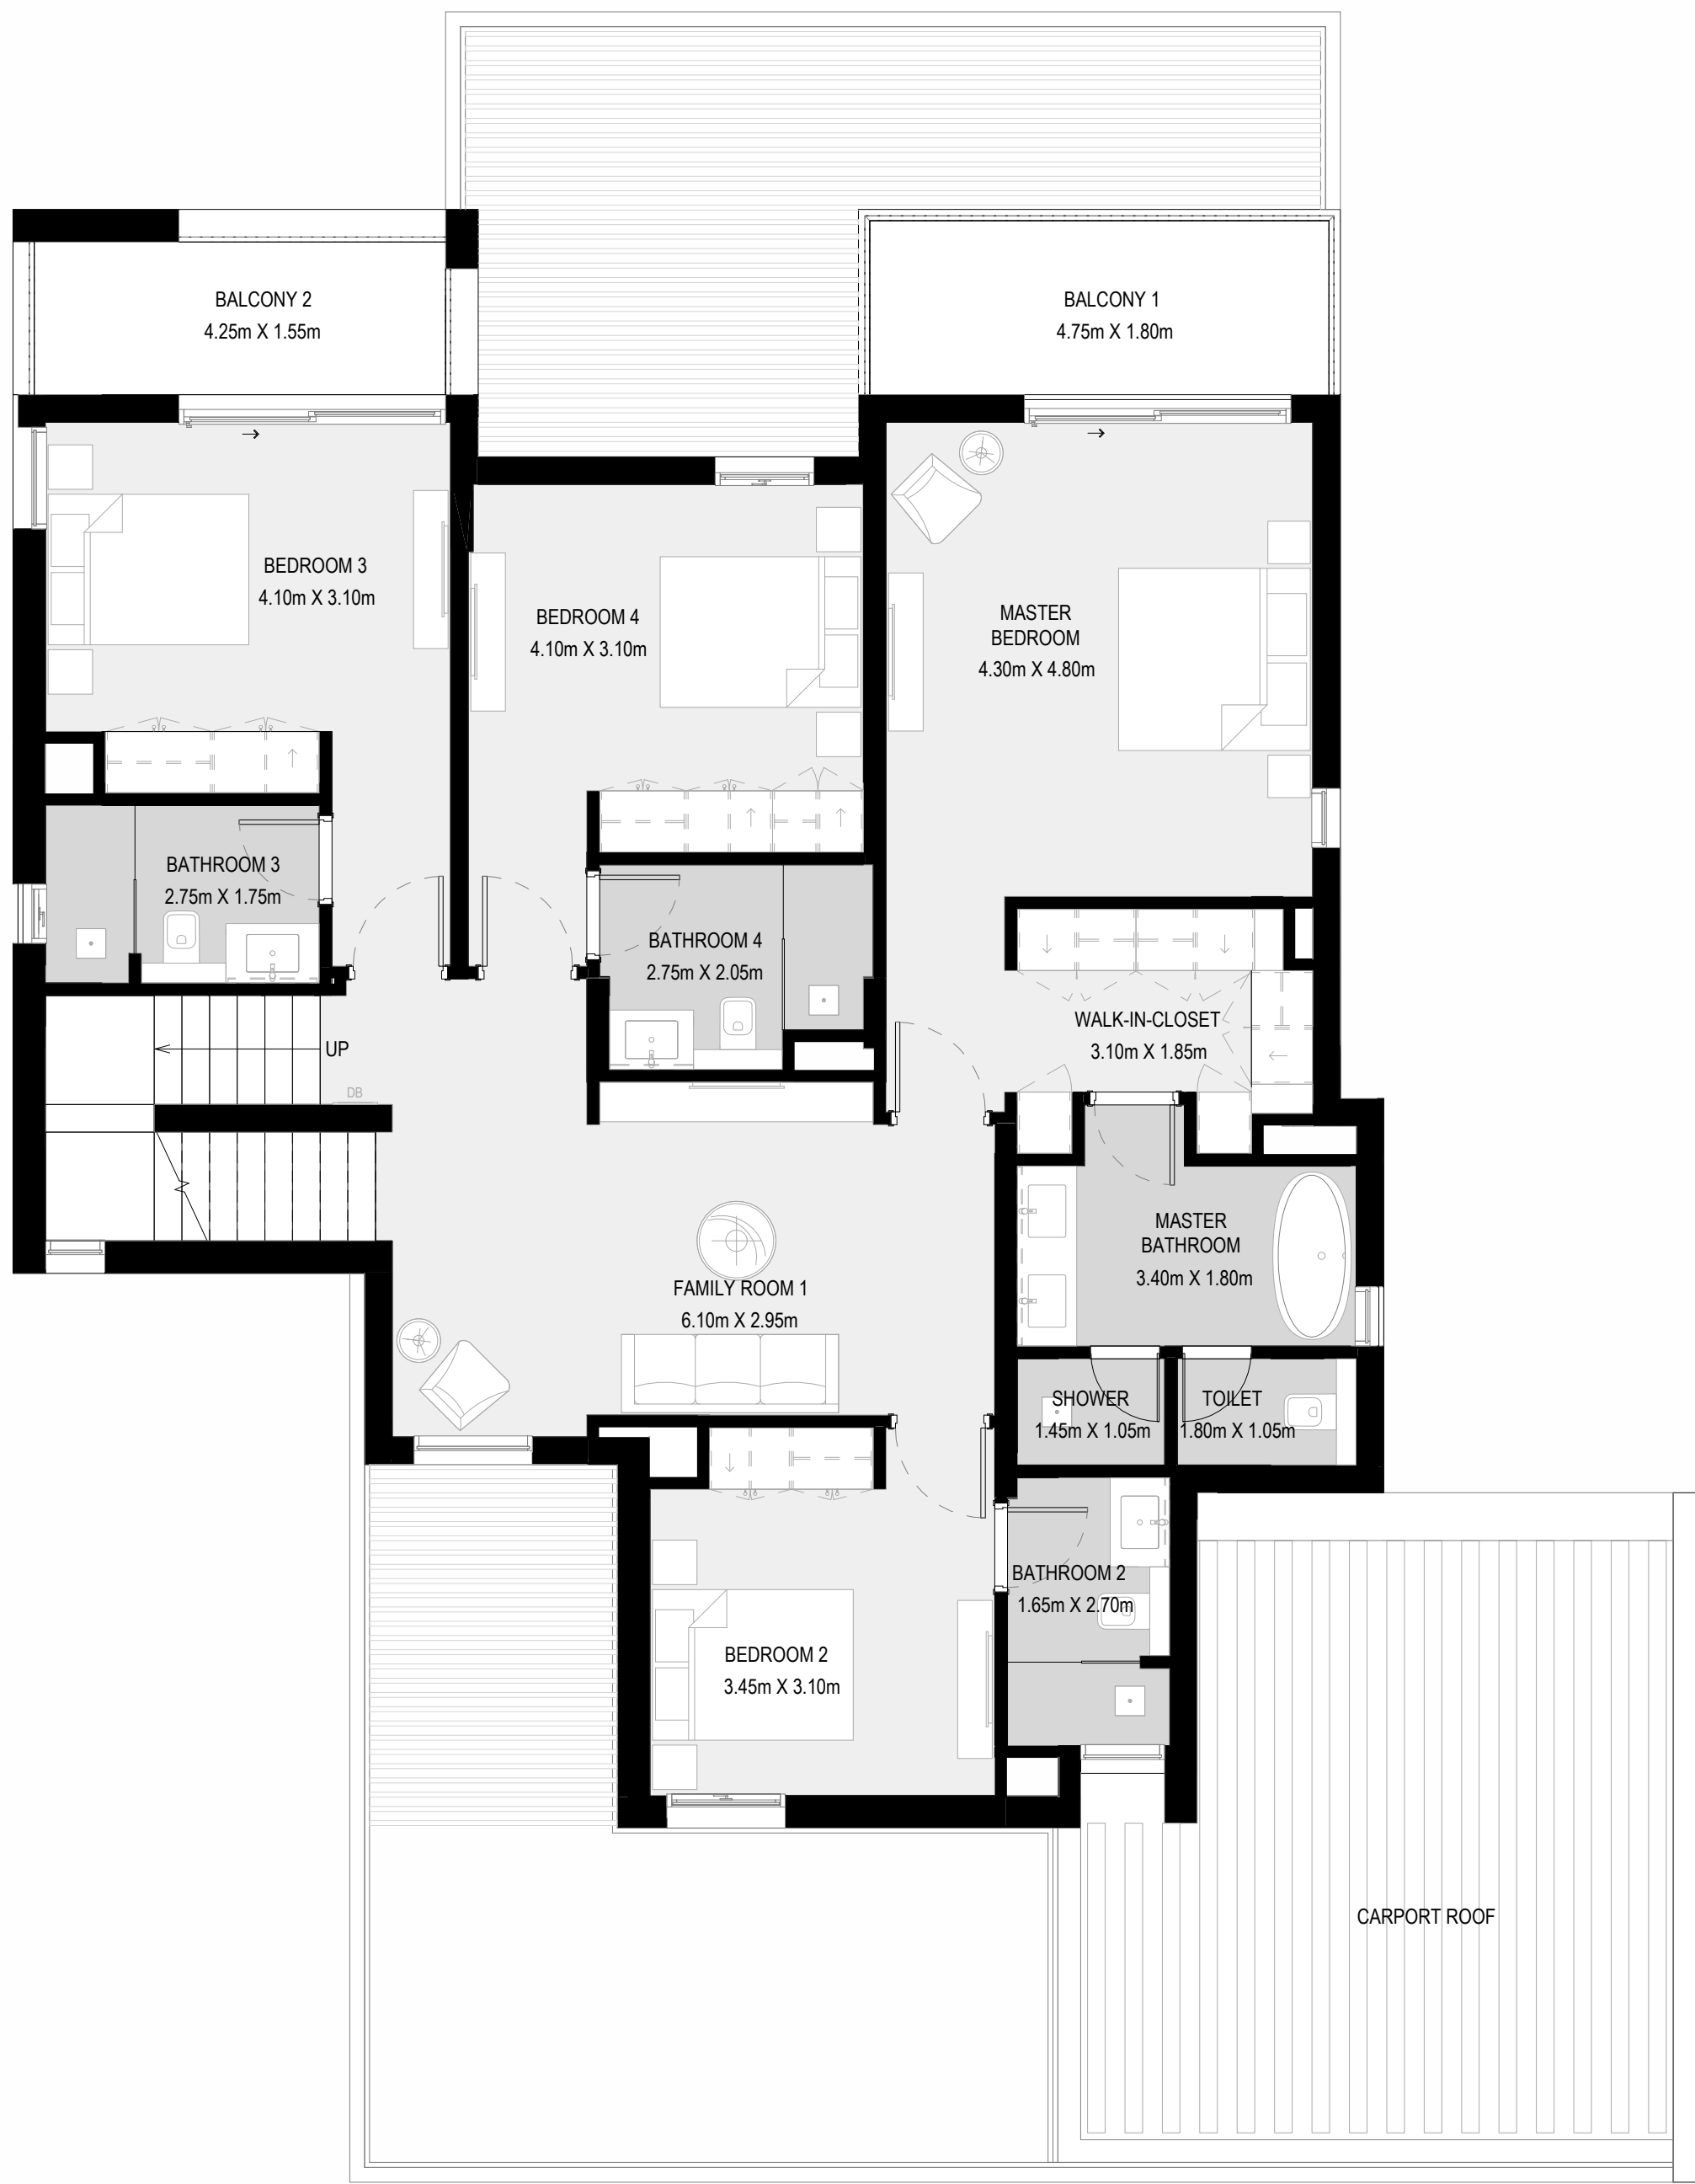 BALCONY 2
4.25m X 1.55m
BALCONY 1
4.75m X 1.80m
BEDROOM 3
4.10m X 3.10m
BEDROOM 4
4.10m X 3.10m
MASTER
BEDROOM
4.30m X 4.80m
BATHROOM 3
2.75m X 1.75m
BATHROOM 4
2.75m X 2.05m
WALK-IN-CLOSET
3.10m X 1.85m
UP
DB
MASTER
BATHROOM
3.40m X 1.80m
FAMILY ROOM 1
6.10m X 2.95m
SHOWER
1.45m X 1.05m
TOILET
1.80m X 1.05m
BATHROOM 2
1.65m X 2.70m
BEDROOM 2
3.45m X 3.10m
CARPORT ROOF